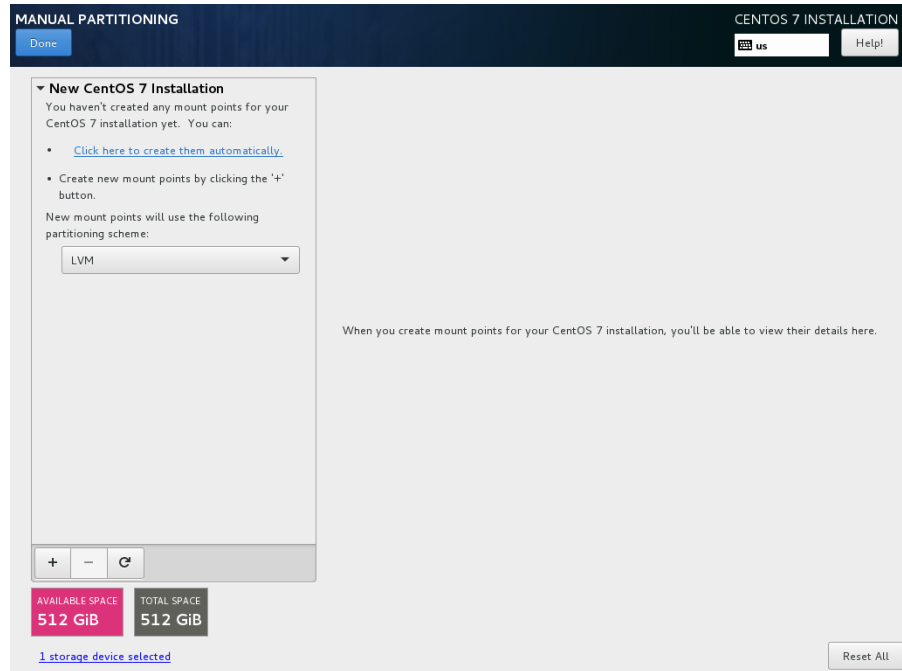 MANUAL PARTITIONING
CENTOS 7 INSTALLATION
Done
us
Help!
New CentOS 7 Installation
You haven't created any mount points for your
CentOS 7 installation yet. You can:
• Click here to create them automatically.
• Create new mount points by clicking the '+'
button.
New mount points will use the following
partitioning scheme:
LVM
When you create mount points for your CentOS 7 installation, you'll be able to view their details here.
+ −
AVAILABLE SPACE
512 GiB
TOTAL SPACE
512 GiB
1 storage device selected
Reset All